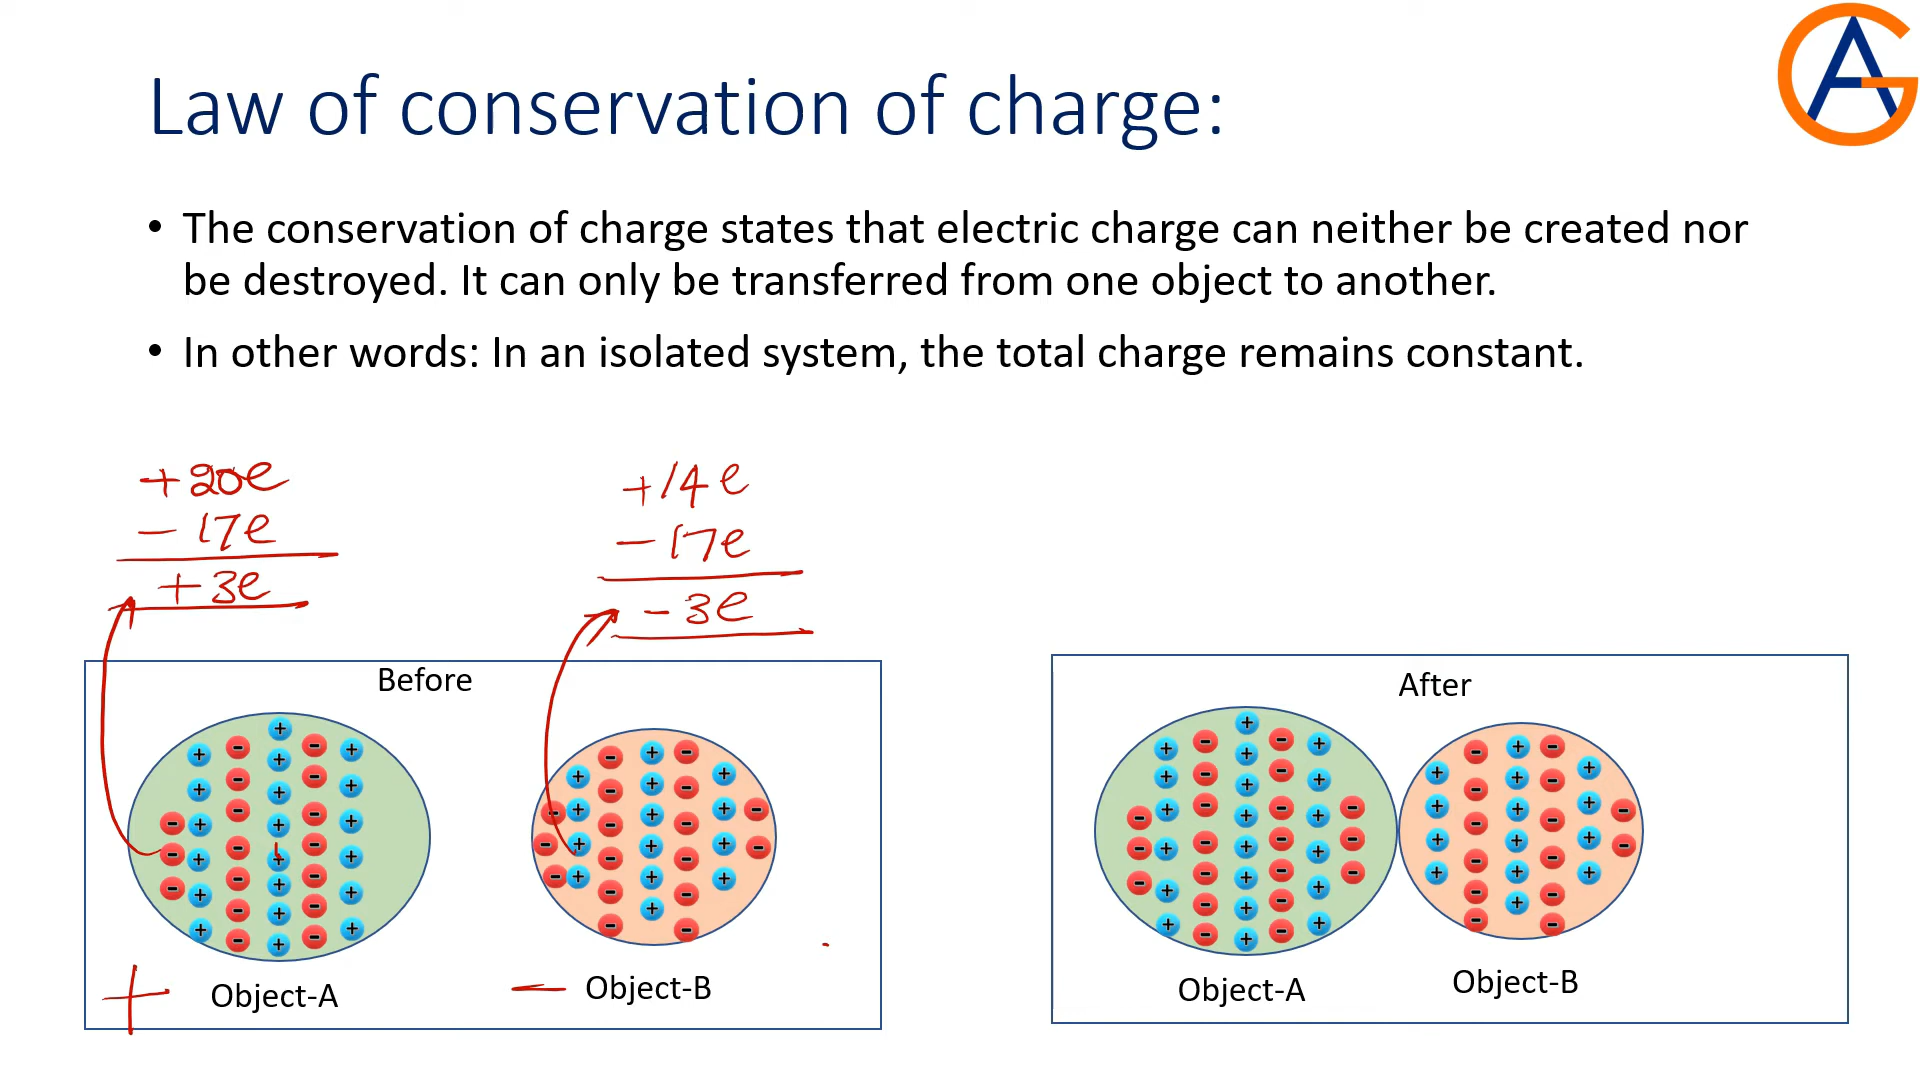 Law of conservation of charge:
• The conservation of charge states that electric charge can neither be created nor
be destroyed. It can only be transferred from one object to another.
• In other words: In an isolated system, the total charge remains constant.
+20e
- 17e
+3e
+14e
-17e
-3e
Before
+ Object-A
- Object-B
After
Object-A
Object-B